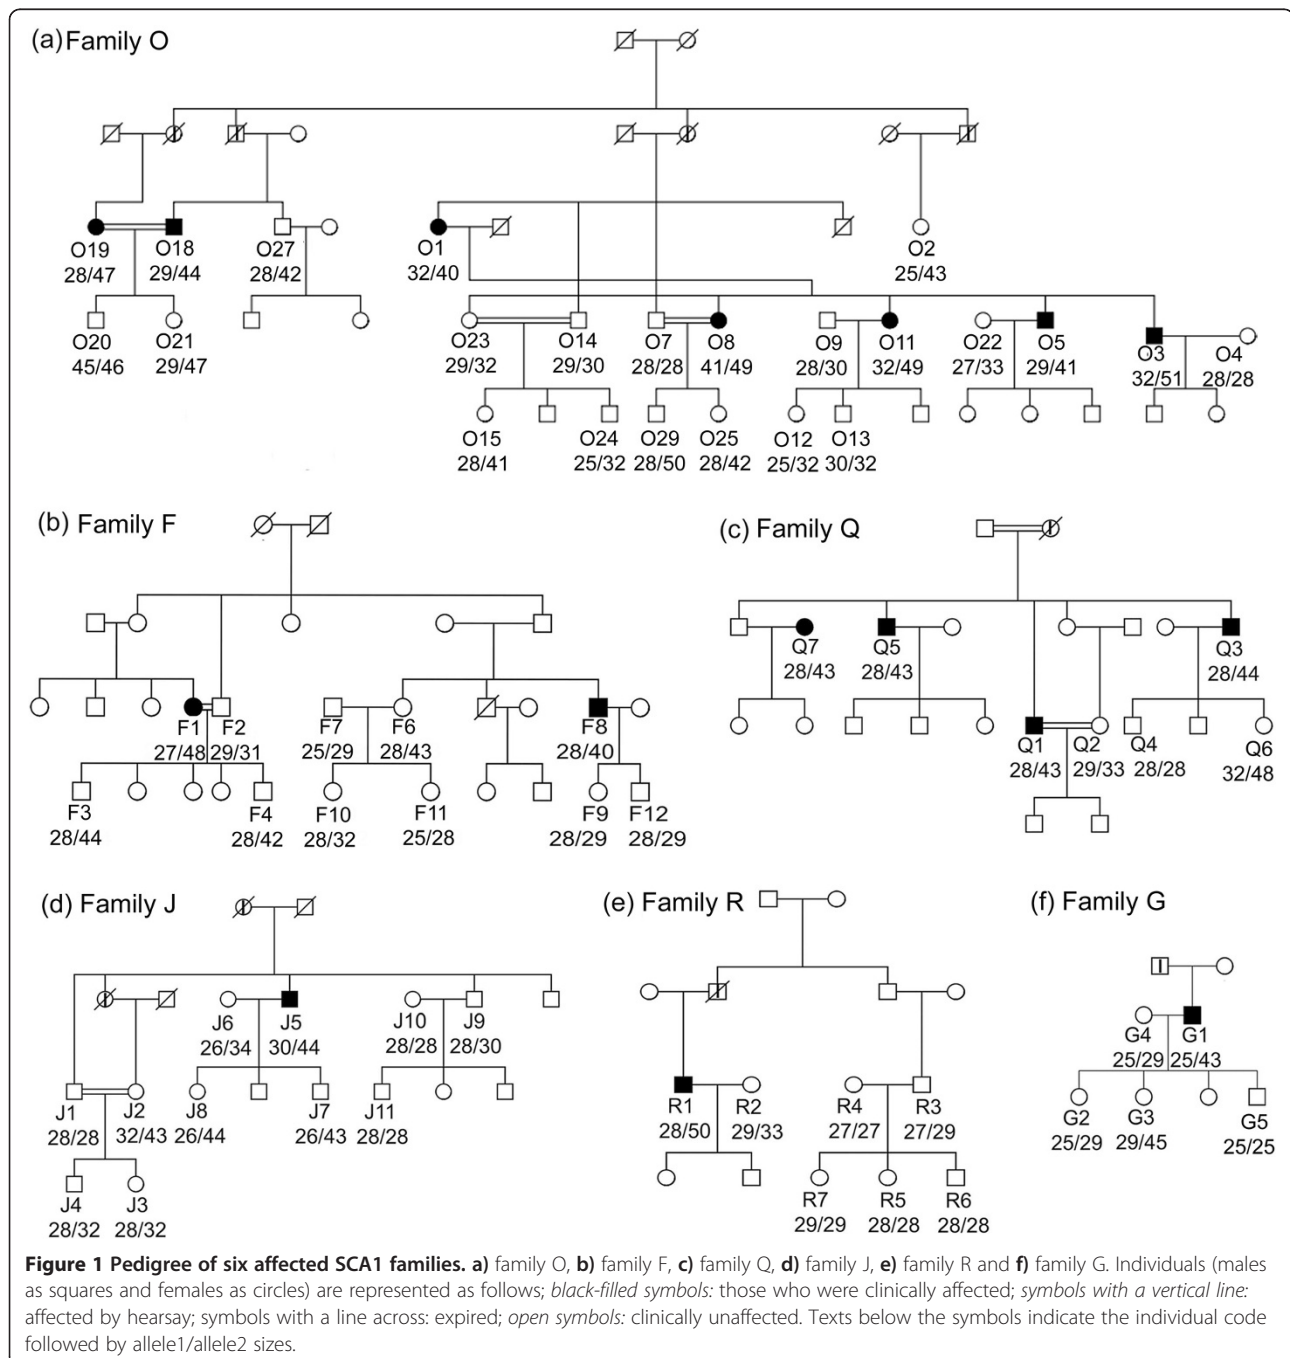 (a) Family O
O19 O18 O27 O1 O2
28/47 29/44 28/42 32/40 25/43
O20 O21 O23 O14 O7 O8 O9 O11 O22 O5 O3 O4
45/46 29/47 29/32 29/30 28/28 41/49 28/30 32/49 27/33 29/41 32/51 28/28
O15 O24 O29 O25 O12 O13
28/41 25/32 28/50 28/42 25/32 30/32
(b) Family F
F1 F2 F7 F6 F8
27/48 29/31 25/29 28/43 28/40
F3 F4 F10 F11 F9 F12
28/44 28/42 28/32 25/28 28/29 28/29
(c) Family Q
Q7 Q5 Q3
28/43 28/43 28/44
Q1 Q2 Q4 Q6
28/43 29/33 28/28 32/48
(d) Family J
J6 J5 J10 J9
26/34 30/44 28/28 28/30
J1 J2 J8 J7 J11
28/28 32/43 26/44 26/43 28/28
J4 J3
28/32 28/32
(e) Family R
R1 R2 R4 R3
28/50 29/33 27/27 27/29
R7 R5 R6
29/29 28/28 28/28
(f) Family G
G4 G1
25/29 25/43
G2 G3 G5
25/29 29/45 25/25
Figure 1 Pedigree of six affected SCA1 families. a) family O, b) family F, c) family Q, d) family J, e) family R and f) family G. Individuals (males
as squares and females as circles) are represented as follows; black-filled symbols: those who were clinically affected; symbols with a vertical line:
affected by hearsay; symbols with a line across: expired; open symbols: clinically unaffected. Texts below the symbols indicate the individual code
followed by allele1/allele2 sizes.